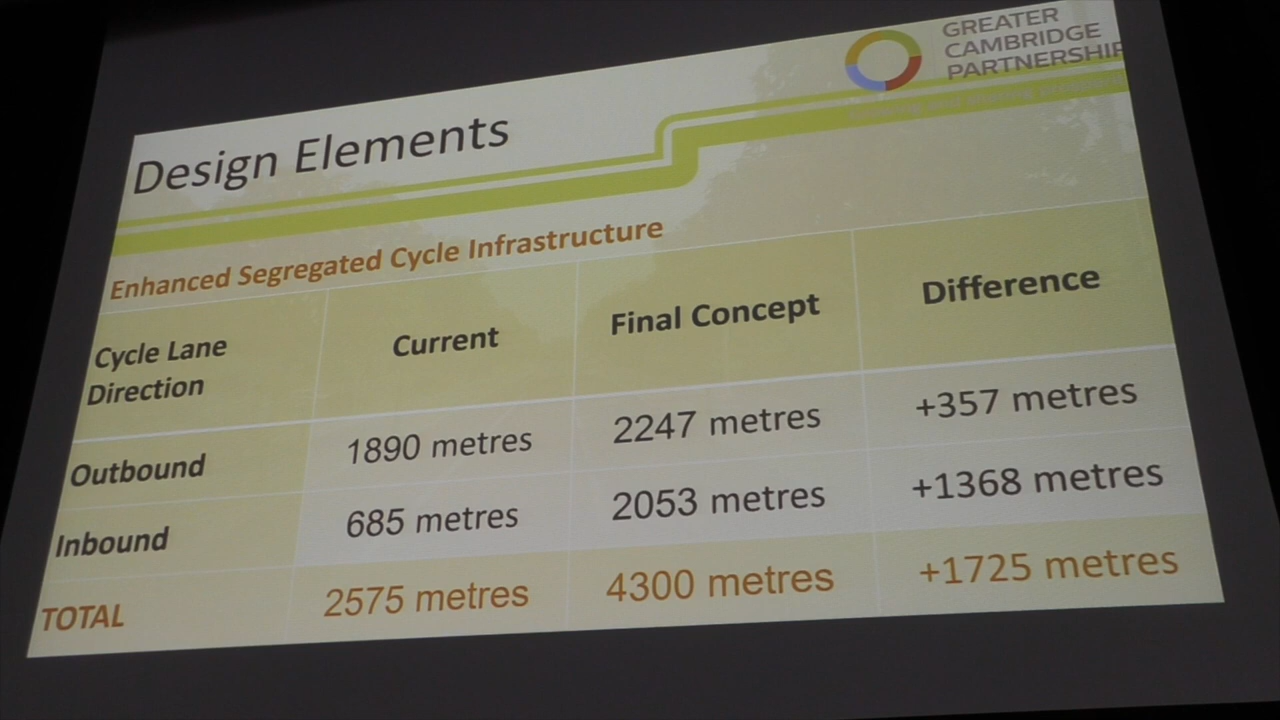 GREATER
CAMBRIDGE
PARTNERSHIP
Design Elements
Enhanced Segregated Cycle Infrastructure
Cycle Lane
Direction
Current
Final Concept
Difference
Outbound
1890 metres
2247 metres
+357 metres
Inbound
685 metres
2053 metres
+1368 metres
TOTAL
2575 metres
4300 metres
+1725 metres